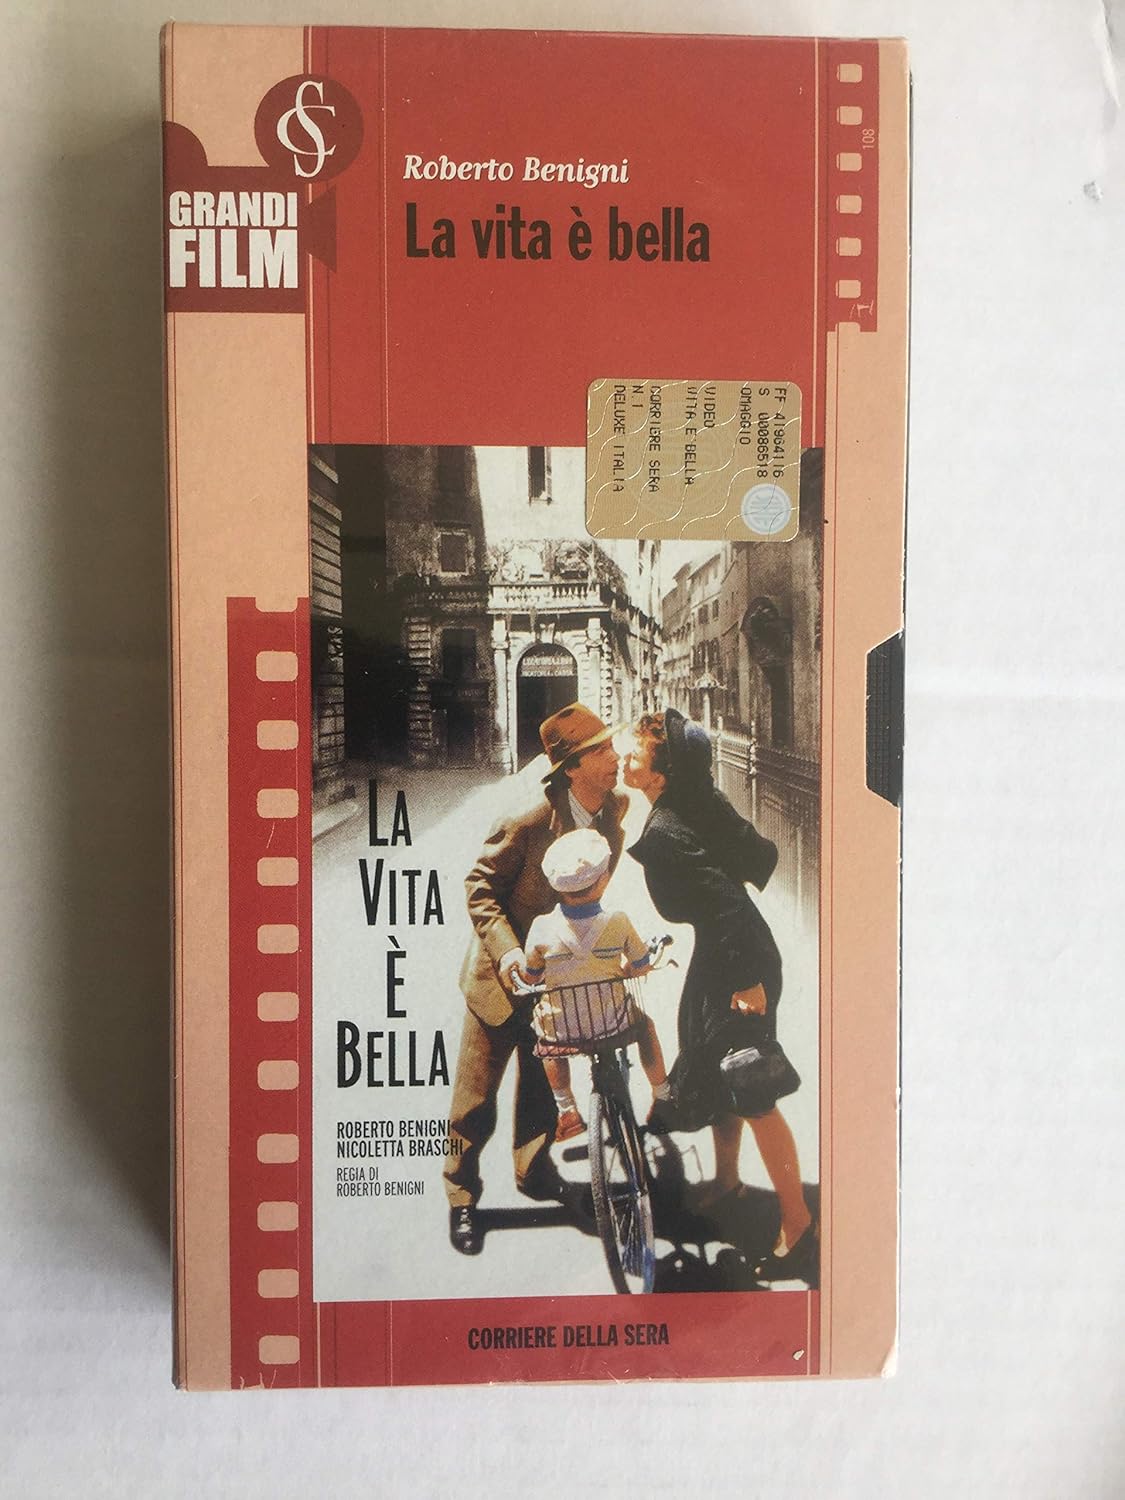 CS
GRANDI
FILM
Roberto Benigni
La vita è bella
108
FF 41964116
S 00086518
OMAGGIO
VIDEO
VITA E BELLA
CORRIERE SERA
N.1
DELUXE ITALIA
LA
VITA
È
BELLA
ROBERTO BENIGNI
NICOLETTA BRASCHI
REGIA DI
ROBERTO BENIGNI
CORRIERE DELLA SERA